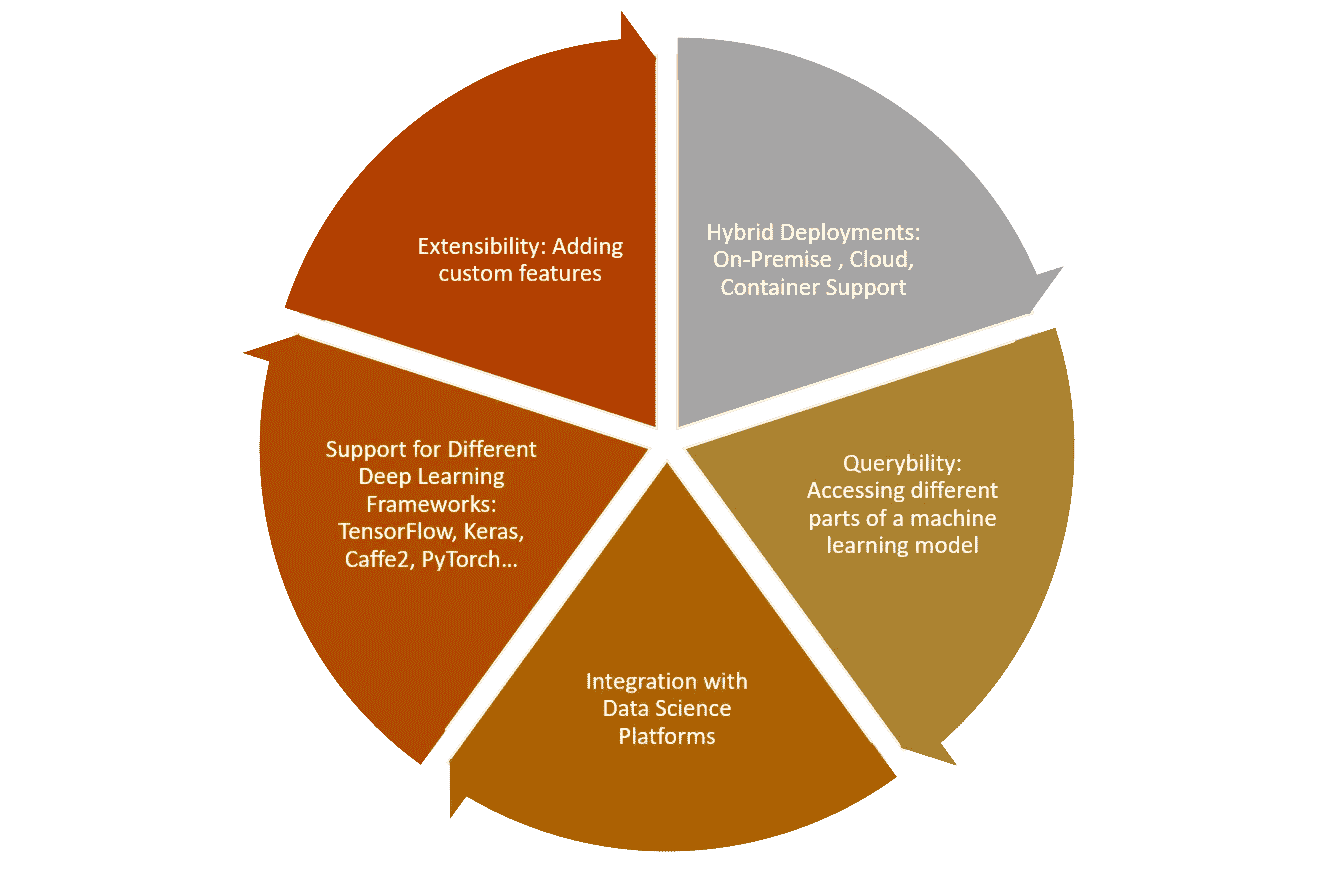 Extensibility: Adding
custom features
Hybrid Deployments:
On-Premise , Cloud,
Container Support
Support for Different
Deep Learning
Frameworks:
TensorFlow, Keras,
Caffe2, PyTorch...
Querybility:
Accessing different
parts of a machine
learning model
Integration with
Data Science
Platforms